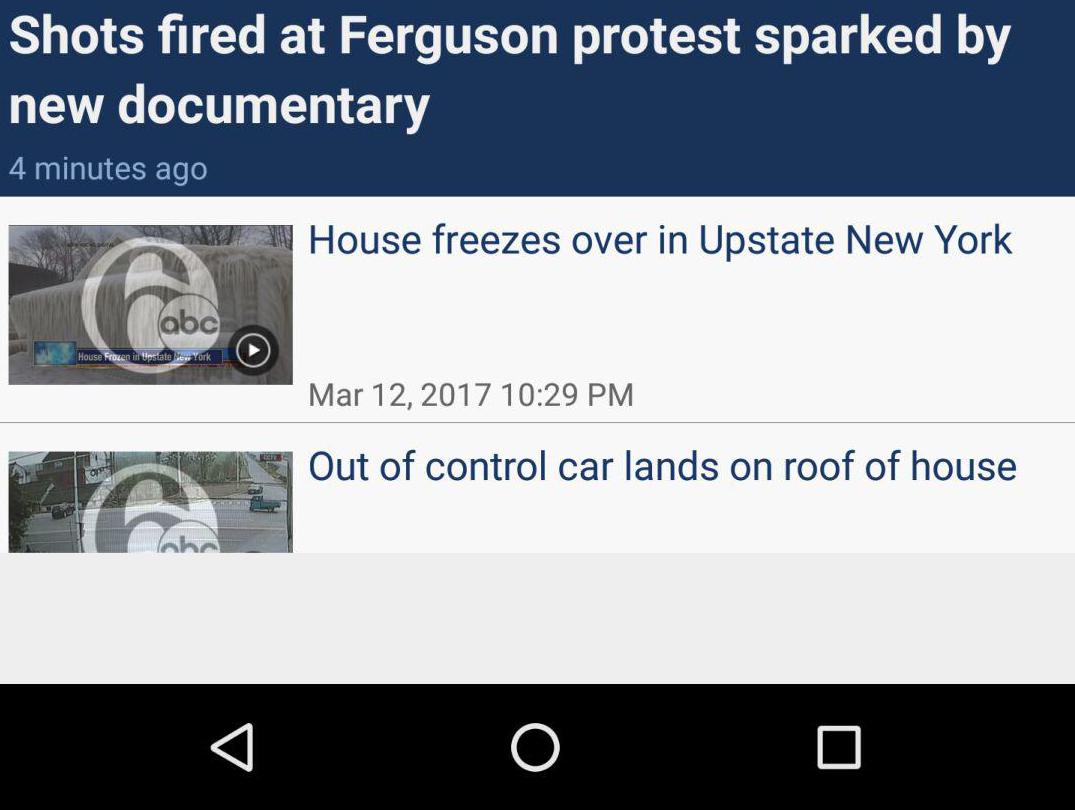 Shots fired at Ferguson protest sparked by
new documentary
4 minutes ago
House freezes over in Upstate New York
abc
House Frozen in Upstate New York
Mar 12, 2017 10:29 PM
Out of control car lands on roof of house
abc